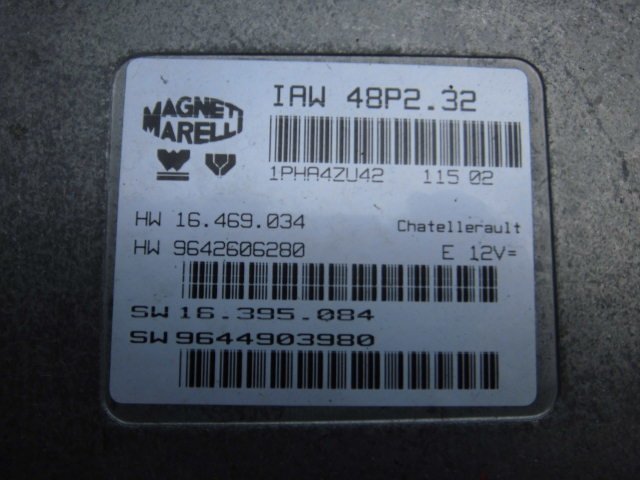 MAGNETI
MARELLI
IAW 48P2.32
1PHA4ZU42 115 02
HW 16.469.034
Chatellerault
HW 9642606280
E 12V=
SW 16.395.084
SW 9644903980